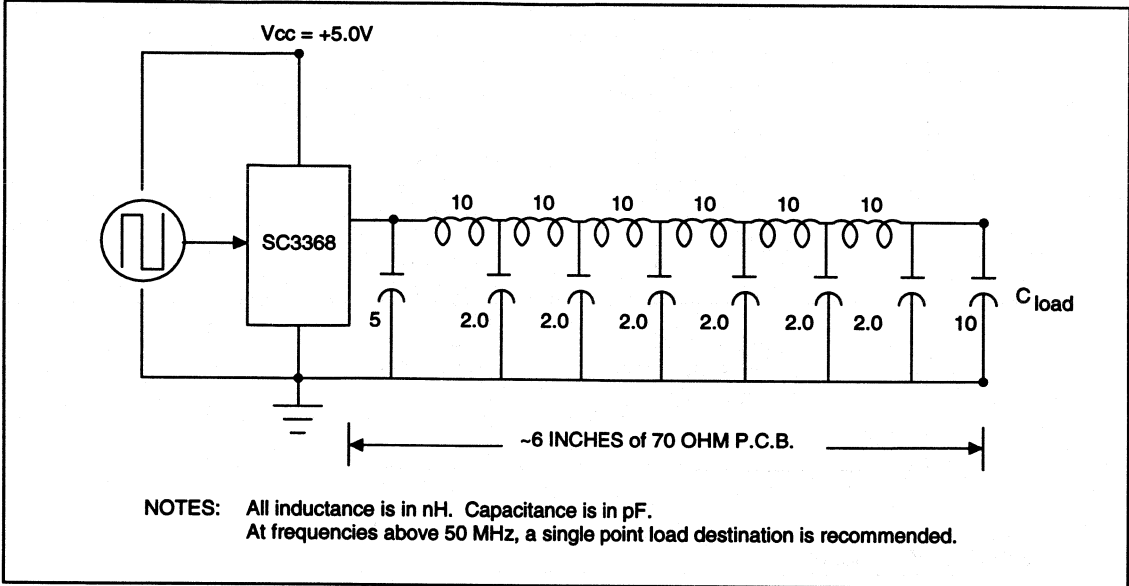 Vcc = +5.0V
10 10 10 10 10 10
SC3368
5 2.0 2.0 2.0 2.0 2.0 2.0 10 Cload
~6 INCHES of 70 OHM P.C.B.
NOTES: All inductance is in nH. Capacitance is in pF.
At frequencies above 50 MHz, a single point load destination is recommended.